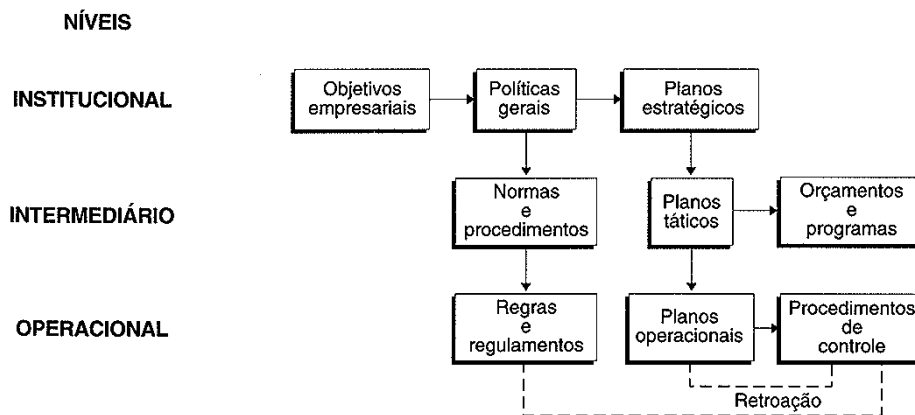 NÍVEIS
INSTITUCIONAL
Objetivos
empresariais
Políticas
gerais
Planos
estratégicos
INTERMEDIÁRIO
Normas
e
procedimentos
Planos
táticos
Orçamentos
e
programas
OPERACIONAL
Regras
e
regulamentos
Planos
operacionais
Procedimentos
de
controle
Retroação